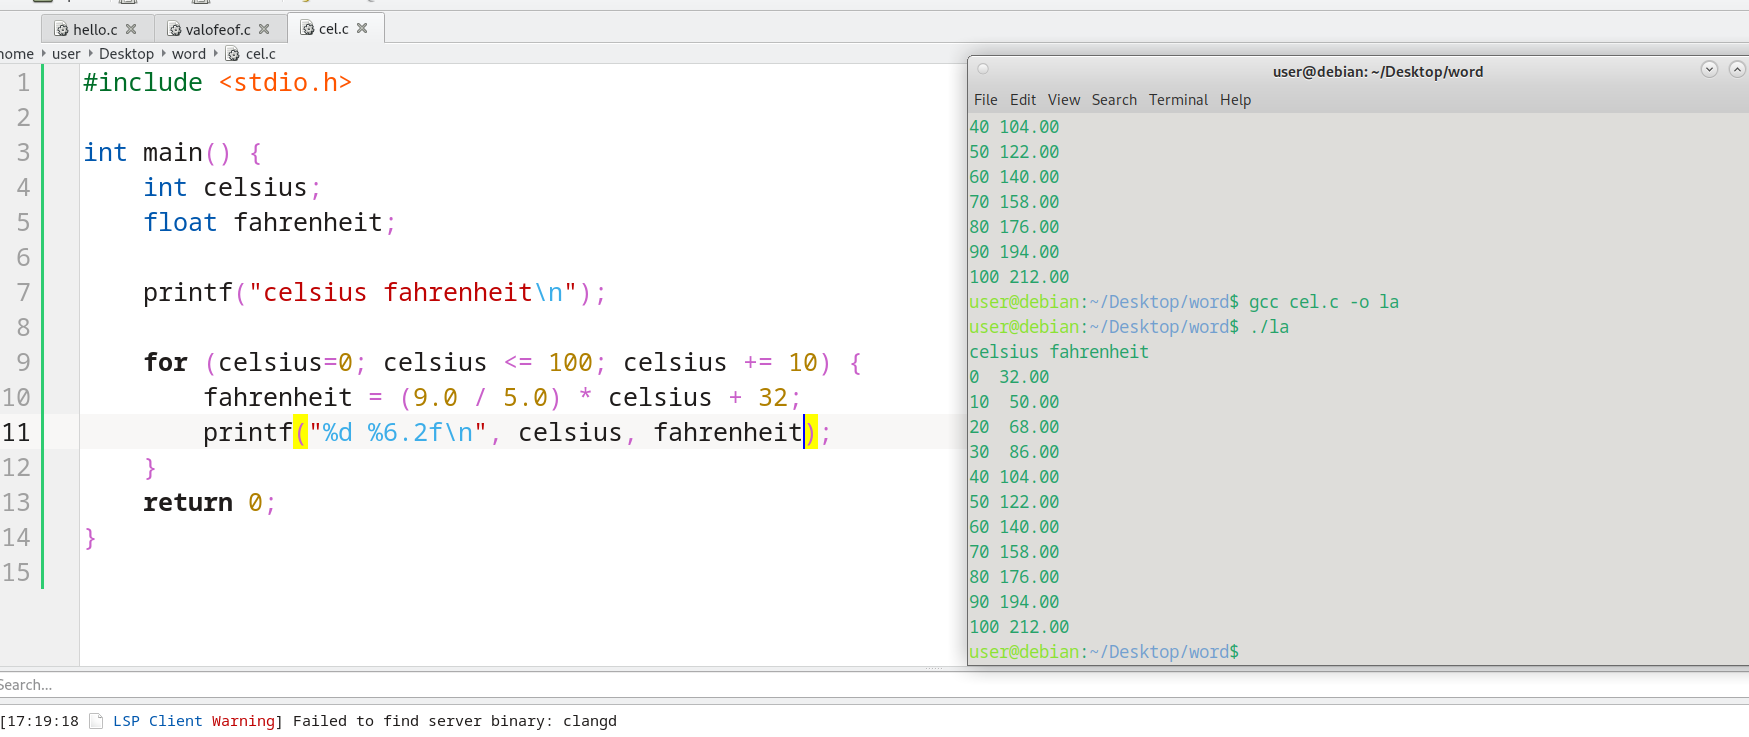 hello.c
valofeof.c
cel.c
home user Desktop word cel.c
1 #include <stdio.h>
2
3 int main() {
4     int celsius;
5     float fahrenheit;
6
7     printf("celsius fahrenheit\n");
8
9     for (celsius=0; celsius <= 100; celsius += 10) {
10         fahrenheit = (9.0 / 5.0) * celsius + 32;
11         printf("%d %6.2f\n", celsius, fahrenheit);
12     }
13     return 0;
14 }
15
user@debian: ~/Desktop/word
File Edit View Search Terminal Help
40 104.00
50 122.00
60 140.00
70 158.00
80 176.00
90 194.00
100 212.00
user@debian:~/Desktop/word$ gcc cel.c -o la
user@debian:~/Desktop/word$ ./la
celsius fahrenheit
0  32.00
10  50.00
20  68.00
30  86.00
40 104.00
50 122.00
60 140.00
70 158.00
80 176.00
90 194.00
100 212.00
user@debian:~/Desktop/word$
Search...
[17:19:18 LSP Client Warning] Failed to find server binary: clangd